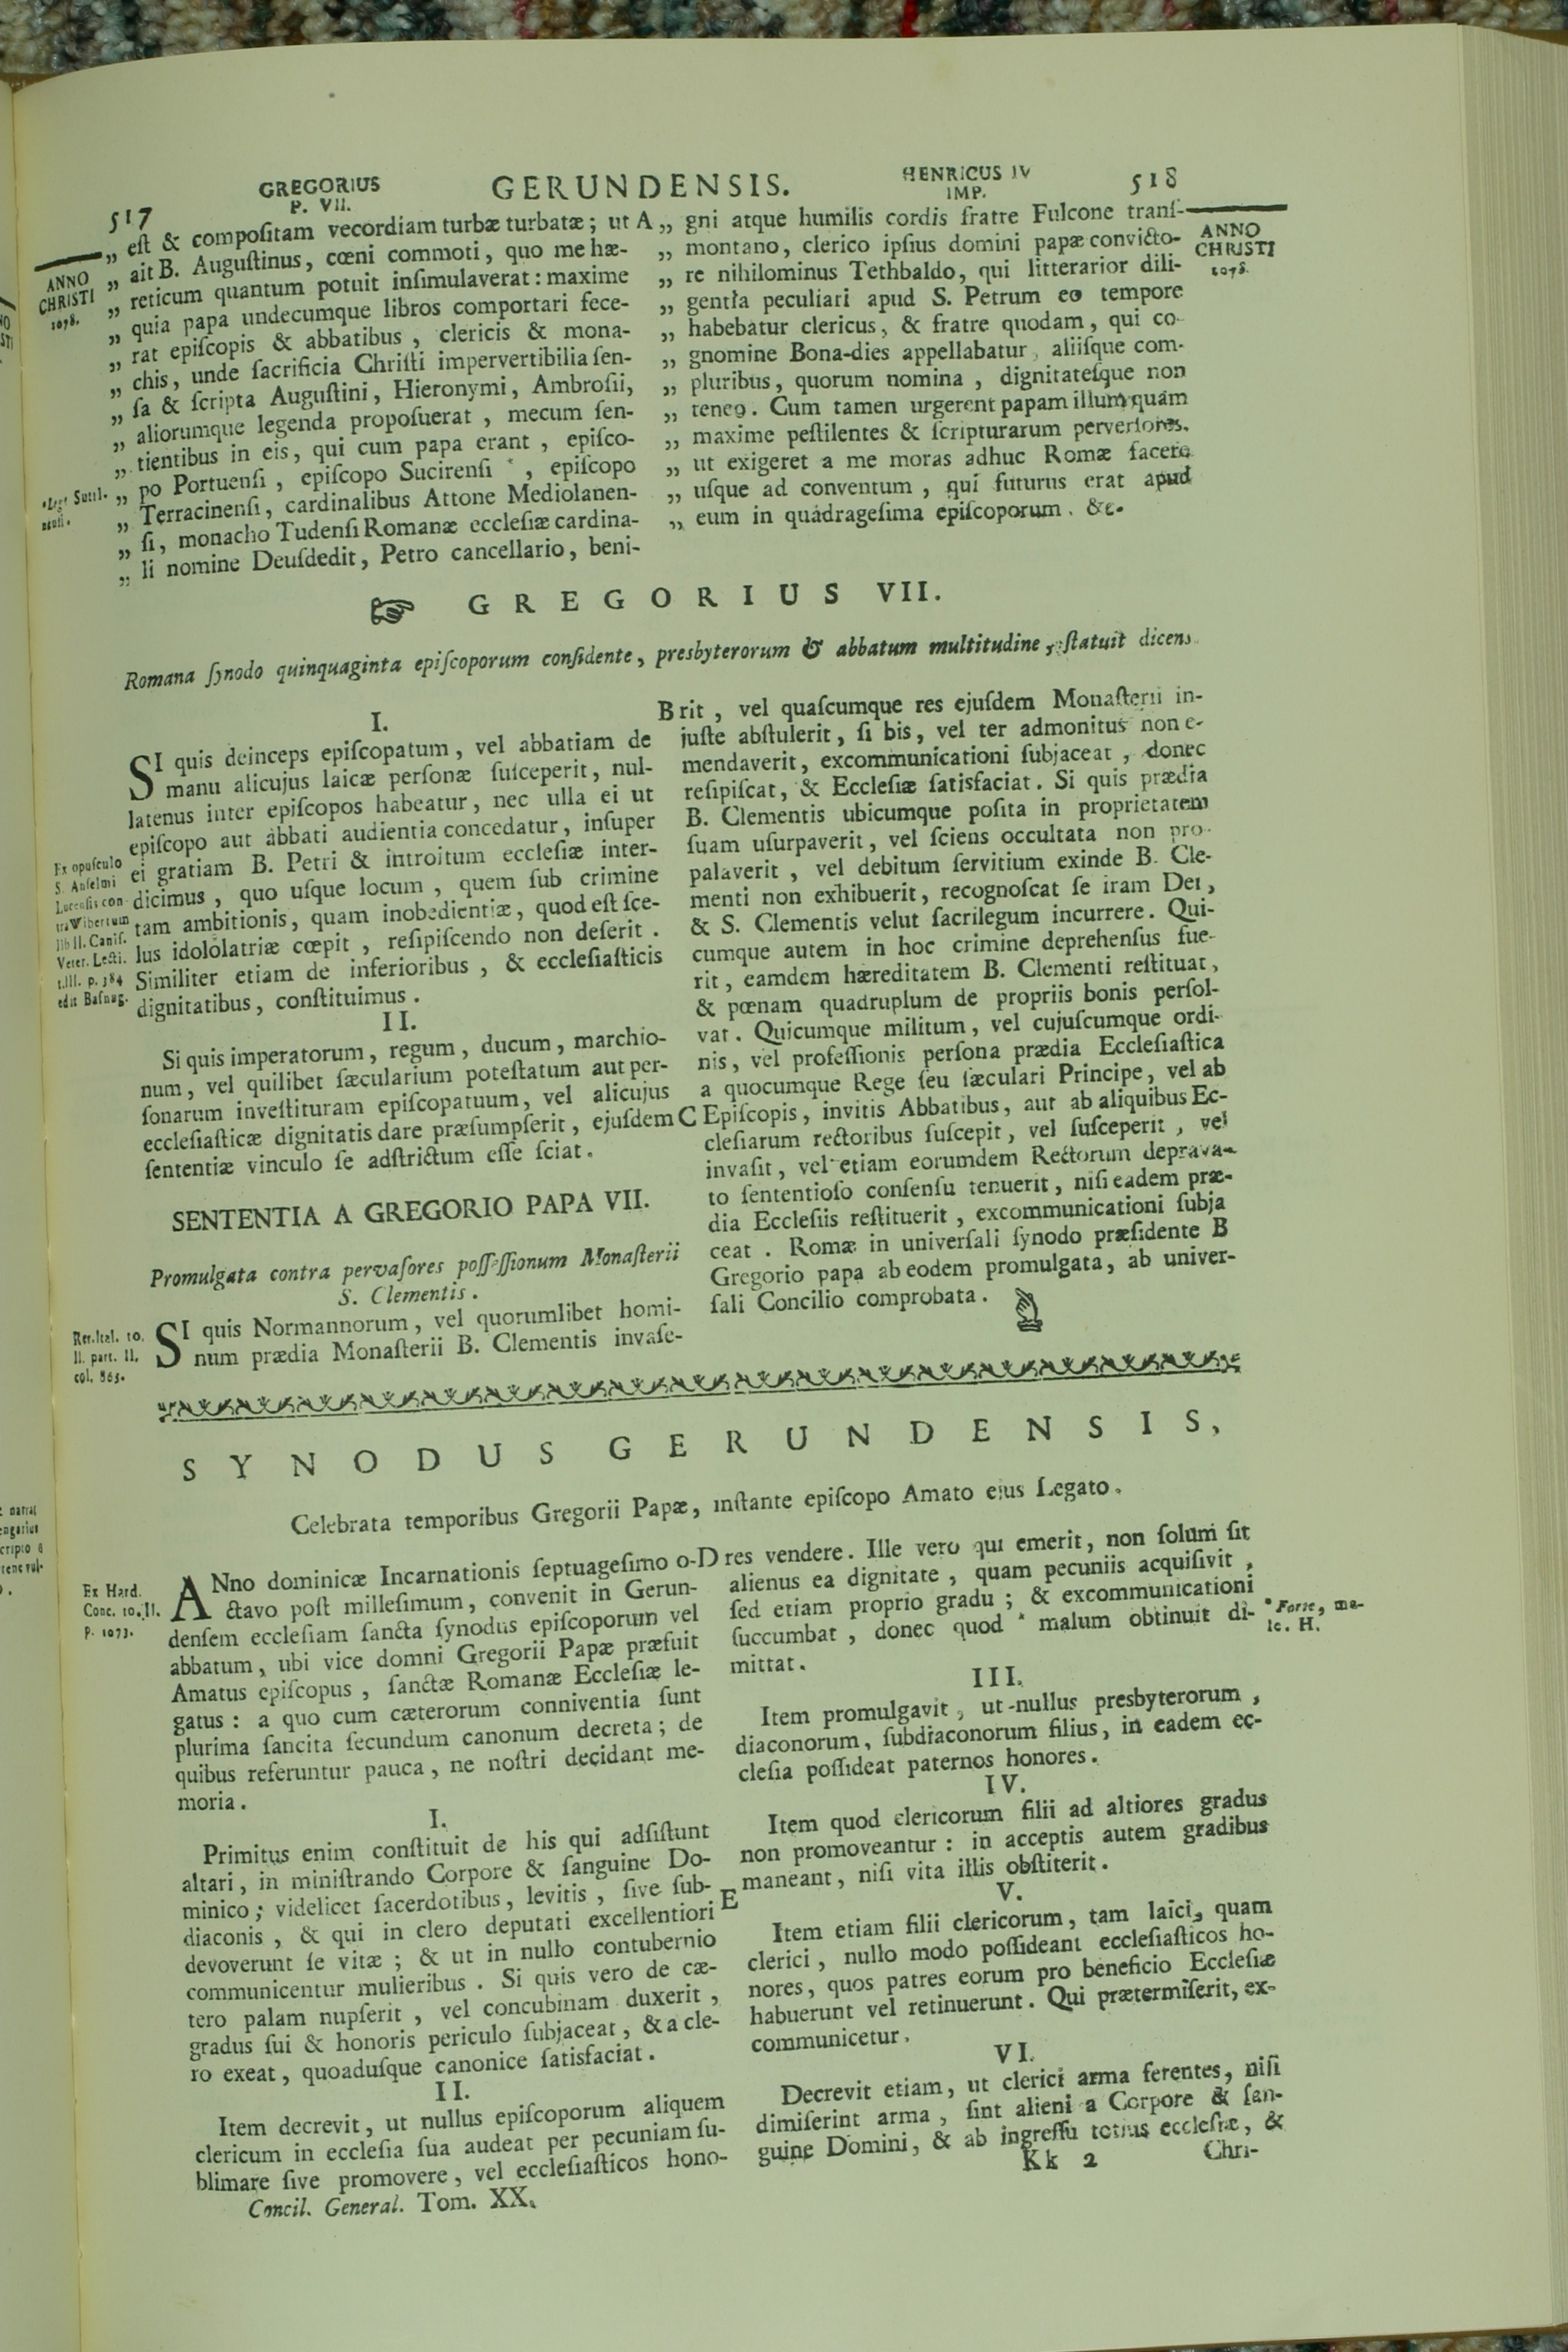 517
GREGORIUS
P. VII.
GERUNDENSIS.
HENRICUS IV
IMP.
518
ANNO
CHRISTI
1078.
„ eſt & compoſitam vecordiam turbæ turbatæ; ut
„ ait B. Auguſtinus, cœni commoti, quo me hæ-
„ reticum quantum potuit inſimulaverat: maxime
„ quia papa undecumque libros comportari fece-
„ rat epiſcopis & abbatibus, clericis & mona-
„ chis, unde ſacrificia Chriſti impervertibilia ſen-
„ ſa & ſcripta Auguſtini, Hieronymi, Ambroſii,
„ aliorumque legenda propoſuerat, mecum ſen-
„ tientibus in eis, qui cum papa erant, epiſco-
„ po Portuenſi, epiſcopo Sucirenſi *, epiſcopo
„ Terracinenſi, cardinalibus Attone Mediolanen-
„ ſi, monacho Tudenſi Romanæ eccleſiæ cardina-
„ li nomine Deuſdedit, Petro cancellario, beni-
*Leg. Sutri-
nenſi.
A
„ gni atque humilis cordis fratre Fulcone tranſ-
„ montano, clerico ipſius domini papæ convicto-
„ re nihilominus Tethbaldo, qui litterarior dili-
„ gentia peculiari apud S. Petrum eo tempore
„ habebatur clericus, & fratre quodam, qui co-
„ gnomine Bona-dies appellabatur, aliiſque com-
„ pluribus, quorum nomina, dignitateſque non
„ teneo. Cum tamen urgerent papam illum quam
„ maxime peſtilentes & ſcripturarum perverſores,
„ ut exigeret a me moras adhuc Romæ facere
„ uſque ad conventum, qui futurus erat apud
„ eum in quadrageſima epiſcoporum. &c.
ANNO
CHRISTI
1078.
☞ GREGORIUS VII.
Romana ſynodo quinquaginta epiſcoporum conſidente, presbyterorum & abbatum multitudine, ſtatuit dicens
I.
SI quis deinceps epiſcopatum, vel abbatiam de
manu alicujus laicæ perſonæ ſuſceperit, nul-
latenus inter epiſcopos habeatur, nec ulla ei ut
epiſcopo aut abbati audientia concedatur, inſuper
ei gratiam B. Petri & introitum eccleſiæ inter-
dicimus, quo uſque locum, quem ſub crimine
tam ambitionis, quam inobedientiæ, quod eſt ſce-
lus idololatriæ cœpit, reſipiſcendo non deſerit.
Similiter etiam de inferioribus, & eccleſiaſticis
dignitatibus, conſtituimus.
Ex opuſculo
S. Anſelmi
Lucenſis con-
tra Wibertum
lib II. Caniſ.
Veter. Lecti.
t.III. p. 384
edit Baſnag.
II.
Si quis imperatorum, regum, ducum, marchio-
num, vel quilibet ſæcularium poteſtatum aut per-
ſonarum inveſtituram epiſcopatuum, vel alicujus
eccleſiaſticæ dignitatis dare præſumpſerit, ejuſdem
ſententiæ vinculo ſe adſtrictum eſſe ſciat.
SENTENTIA A GREGORIO PAPA VII.
Promulgata contra pervaſores poſſeſſionum Monaſterii
S. Clementis.
SI quis Normannorum, vel quorumlibet homi-
num prædia Monaſterii B. Clementis invaſe-
Rer. Ital. to.
II. part. II.
col. 865.
B
rit, vel quaſcumque res ejuſdem Monaſterii in-
juſte abſtulerit, ſi bis, vel ter admonitus non e-
mendaverit, excommunicationi ſubjaceat, donec
reſipiſcat, & Eccleſiæ ſatisfaciat. Si quis prædia
B. Clementis ubicumque poſita in proprietatem
ſuam uſurpaverit, vel ſciens occultata non pro-
palaverit, vel debitum ſervitium exinde B. Cle-
menti non exhibuerit, recognoſcat ſe iram Dei,
& S. Clementis velut ſacrilegum incurrere. Qui-
cumque autem in hoc crimine deprehenſus fue-
rit, eamdem hæreditatem B. Clementi reſtituat,
& pœnam quadruplum de propriis bonis perſol-
vat. Quicumque militum, vel cujuſcumque ordi-
nis, vel profeſſionis perſona prædia Eccleſiaſtica
a quocumque Rege ſeu ſæculari Principe, vel ab
C
Epiſcopis, invitis Abbatibus, aut ab aliquibus Ec-
cleſiarum rectoribus ſuſcepit, vel ſuſceperit, vel
invaſit, vel etiam eorumdem Rectorum deprava-
to ſententioſo conſenſu tenuerit, niſi eadem præ-
dia Eccleſiis reſtituerit, excommunicationi ſubja
ceat. Romæ in univerſali ſynodo præſidente B
Gregorio papa ab eodem promulgata, ab univer-
ſali Concilio comprobata.
SYNODUS GERUNDENSIS,
Celebrata temporibus Gregorii Papæ, inſtante epiſcopo Amato ejus Legato.
ANno dominicæ Incarnationis ſeptuageſimo o-
ctavo poſt milleſimum, convenit in Gerun-
denſem eccleſiam ſancta ſynodus epiſcoporum vel
abbatum, ubi vice domni Gregorii Papæ præfuit
Amatus epiſcopus, ſanctæ Romanæ Eccleſiæ le-
gatus: a quo cum cæterorum conniventia ſunt
plurima ſancita ſecundum canonum decreta; de
quibus referuntur pauca, ne noſtri decidant me-
moria.
Ex Hard.
Conc. to. II.
p. 1073.
I.
Primitus enim conſtituit de his qui adſiſtunt
altari, in miniſtrando Corpore & ſanguine Do-
minico; videlicet ſacerdotibus, levitis, ſive ſub-
diaconis, & qui in clero deputati excellentiori
devoverunt ſe vitæ; & ut in nullo contubernio
communicentur mulieribus. Si quis vero de cæ-
tero palam nupſerit, vel concubinam duxerit,
gradus ſui & honoris periculo ſubjaceat, & a cle-
ro exeat, quoaduſque canonice ſatisfaciat.
II.
Item decrevit, ut nullus epiſcoporum aliquem
clericum in eccleſia ſua audeat per pecuniam ſu-
blimare ſive promovere, vel eccleſiaſticos hono-
Concil. General. Tom. XX.
D
res vendere. Ille vero qui emerit, non ſolum ſit
alienus ea dignitate, quam pecuniis acquiſivit,
ſed etiam proprio gradu; & excommunicationi
ſuccumbat, donec quod * malum obtinuit di-
mittat.
* Forte, ma-
le. H.
III.
Item promulgavit, ut nullus presbyterorum,
diaconorum, ſubdiaconorum filius, in eadem ec-
cleſia poſſideat paternos honores.
IV.
Item quod clericorum filii ad altiores gradus
non promoveantur: in acceptis autem gradibus
maneant, niſi vita illis obſtiterit.
E
V.
Item etiam filii clericorum, tam laici, quam
clerici, nullo modo poſſideant eccleſiaſticos ho-
nores, quos patres eorum pro beneficio Eccleſiæ
habuerunt vel retinuerunt. Qui prætermiſerit, ex-
communicetur.
VI.
Decrevit etiam, ut clerici arma ferentes, niſi
dimiſerint arma, ſint alieni a Corpore & ſan-
guine Domini, & ab ingreſſu totius eccleſiæ, &
Kk 2
Chri-